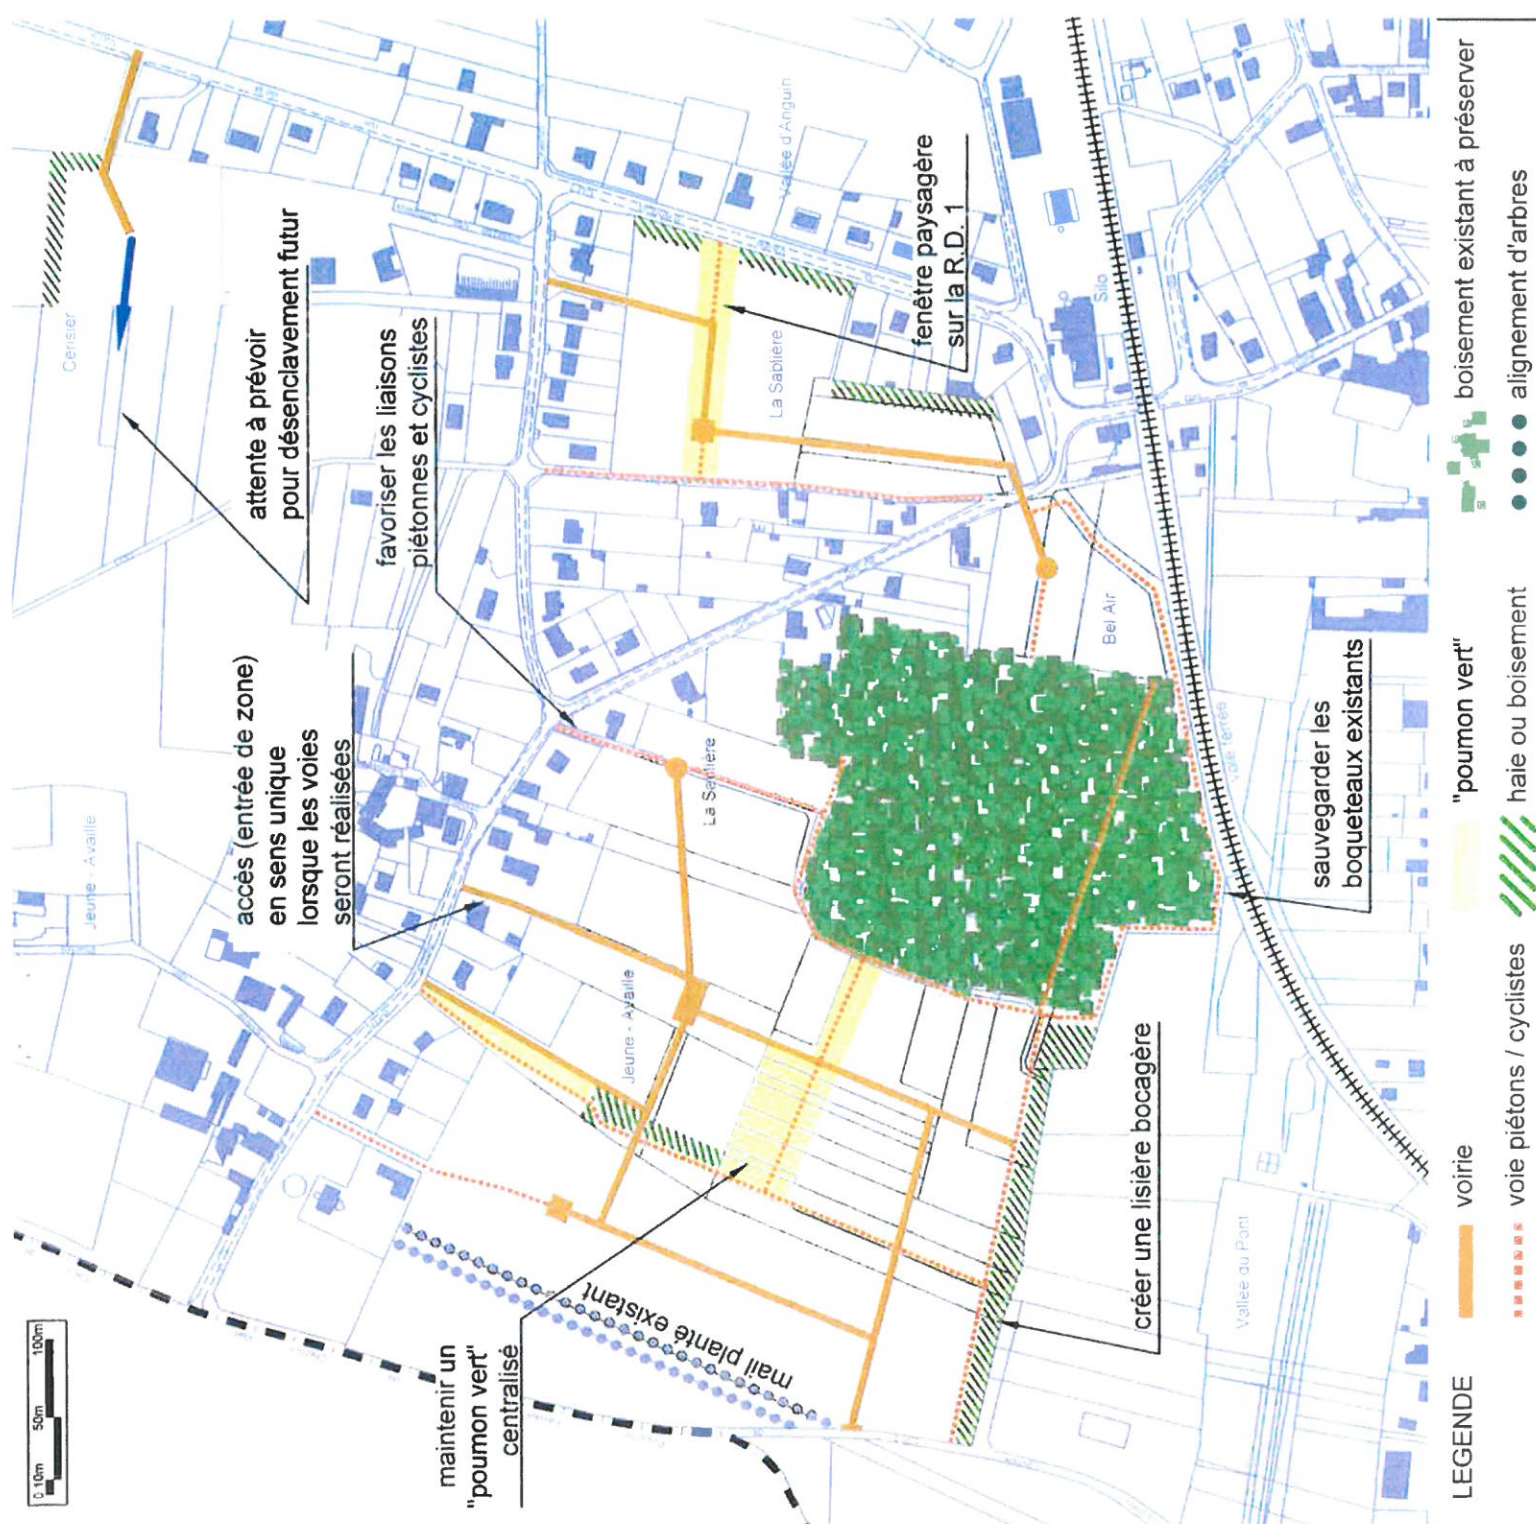 0 10m 50m 100m
attente à prévoir
pour désenclavement futur
Cerisier
favoriser les liaisons
piétonnes et cyclistes
accès (entrée de zone)
en sens unique
lorsque les voies
seront réalisées
Jeune - Availle
Vallée d'Anguin
fenêtre paysagère
sur la R.D. 1
La Sablière
Silo
La Sablière
Jeune - Availle
Bel Air
maintenir un
"poumon vert"
centralisé
mail planté existant
créer une lisière bocagère
sauvegarder les
boqueteaux existants
voie ferrée
Vallée du Pont
LEGENDE
voirie
voie piétons / cyclistes
"poumon vert"
haie ou boisement
boisement existant à préserver
alignement d'arbres